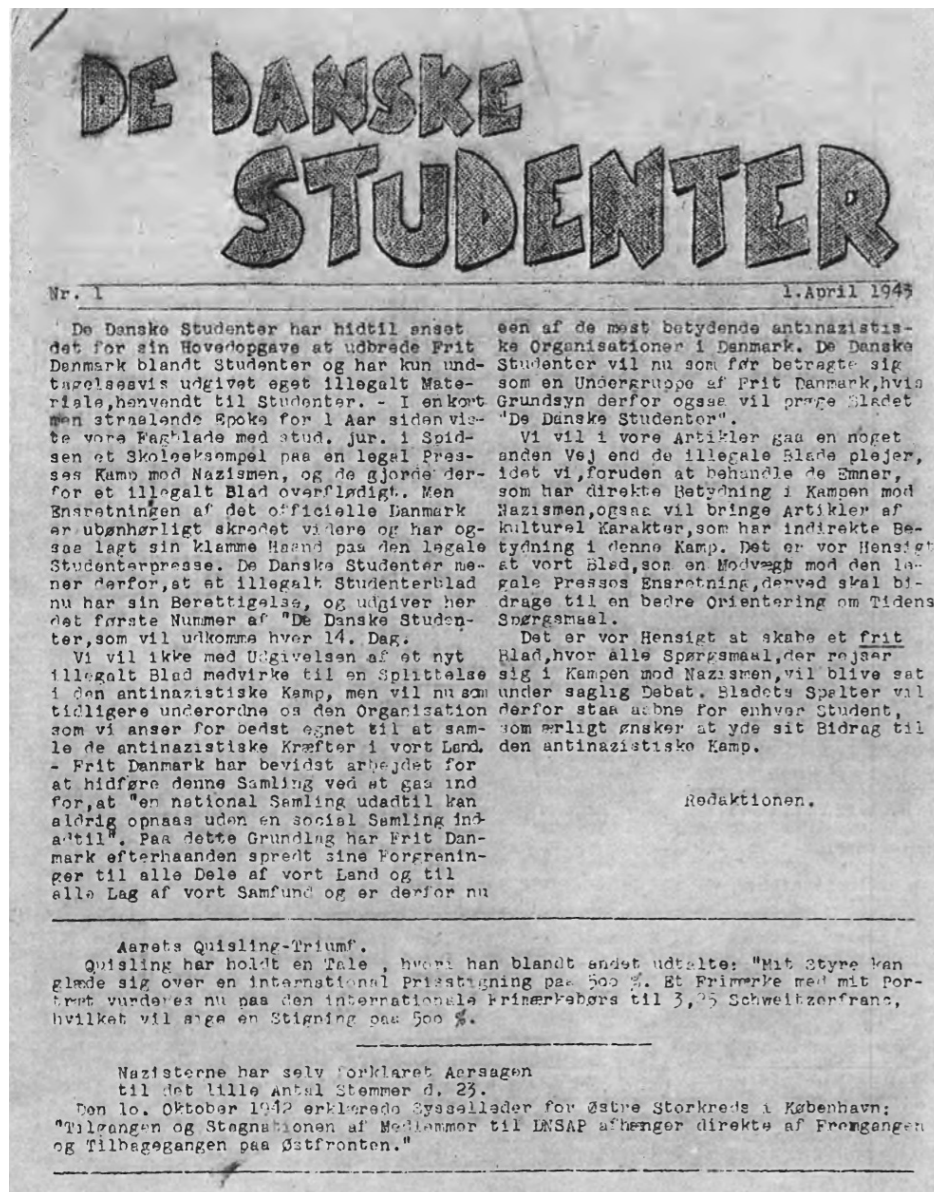 DE DANSKE
STUDENTER
Nr. 1
1.April 1943
De Danske Studenter har hidtil anset
det for sin Hovedopgave at udbrede Frit
Danmark blandt Studenter og har kun und-
tagelsesvis udgivet eget illegalt Mate-
riale,henvendt til Studenter. - I en kort
men straalende Epoke for 1 Aar siden vis-
te vore Fagblade med stud. jur. i Spid-
sen et Skoleeksempel paa en legal Pres-
ses Kamp mod Nazismen, og de gjorde der-
for et illegalt Blad overflødigt. Men
Ensretningen af det officielle Danmark
er ubønhørligt skredet videre og har og-
saa lagt sin klamme Haand paa den legale
Studenterpresse. De Danske Studenter me-
ner derfor,at et illegalt Studenterblad
nu har sin Berettigelse, og udgiver her
det første Nummer af "De Danske Studen-
ter,som vil udkomme hver 14. Dag.
Vi vil ikke med Udgivelsen af et nyt
illegalt Blad medvirke til en Splittelse
i den antinazistiske Kamp, men vil nu som
tidligere underordne os den Organisation
som vi anser for bedst egnet til at sam-
le de antinazistiske Kræfter i vort Land.
- Frit Danmark har bevidst arbejdet for
at hidføre denne Samling ved at gaa ind
for,at "en national Samling udadtil kan
aldrig opnaas uden en social Samling ind-
adtil". Paa dette Grundlag har Frit Dan-
mark efterhaanden spredt sine Forgrenin-
ger til alle Dele af vort Land og til
alle Lag af vort Samfund og er derfor nu
een af de mest betydende antinazistis-
ke Organisationer i Danmark. De Danske
Studenter vil nu som før betragte sig
som en Undergruppe af Frit Danmark,hvis
Grundsyn derfor ogsaa vil præge Bladet
"De Danske Studenter".
Vi vil i vore Artikler gaa en noget
anden Vej end de illegale Blade plejer,
idet vi,foruden at behandle de Emner,
som har direkte Betydning i Kampen mod
Nazismen,ogsaa vil bringe Artikler af
kulturel Karakter,som har indirekte Be-
tydning i denne Kamp. Det er vor Hensigt
at vort Blad,som en Modvægt mod den le-
gale Presses Ensretning,derved skal bi-
drage til en bedre Orientering om Tidens
Spørgsmaal.
Det er vor Hensigt at skabe et frit
Blad,hvor alle Spørgsmaal,der rejser
sig i Kampen mod Nazismen,vil blive sat
under saglig Debat. Bladets Spalter vil
derfor staa aabne for enhver Student,
som ærligt ønsker at yde sit Bidrag til
den antinazistiske Kamp.
Redaktionen.
Aarets Quisling-Triumf.
Quisling har holdt en Tale , hvori han blandt andet udtalte: "Mit Styre kan
glæde sig over en international Prisstigning paa 500 %. Et Frimærke med mit Por-
træt vurderes nu paa den internationale Frimærkebørs til Schweitzerfranc,
hvilket vil sige en Stigning paa 500 %.
Nazisterne har selv forklaret Aarsagen
til det lille Antal Stemmer d. 23.
Den 10. Oktober 1942 erklærede Sysselleder for Østre Storkreds i København:
"Tilgangen og Stagnationen af Medlemmer til DNSAP afhænger direkte af Fremgangen
og Tilbagegangen paa Østfronten."